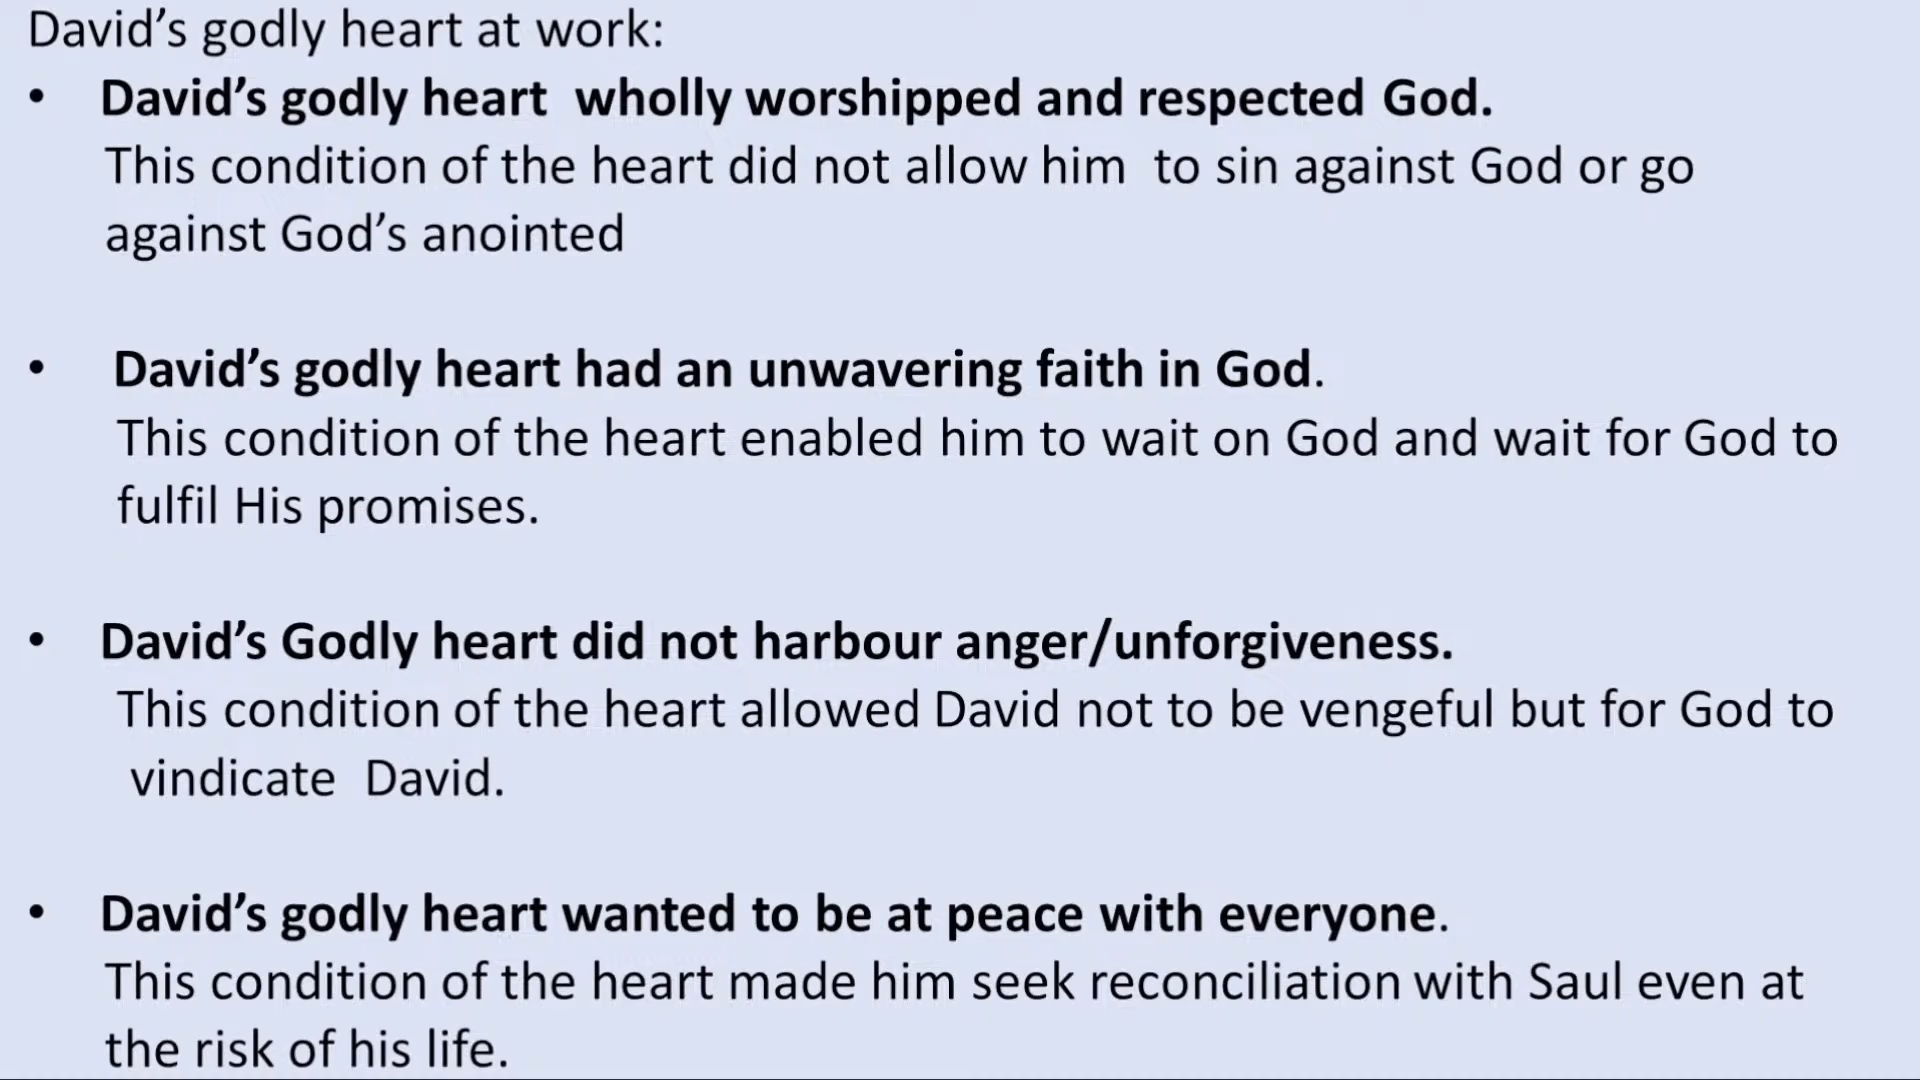 David’s godly heart at work:
• David’s godly heart  wholly worshipped and respected God.
This condition of the heart did not allow him  to sin against God or go
against God’s anointed
• David’s godly heart had an unwavering faith in God.
This condition of the heart enabled him to wait on God and wait for God to
fulfil His promises.
• David’s Godly heart did not harbour anger/unforgiveness.
This condition of the heart allowed David not to be vengeful but for God to
vindicate  David.
• David’s godly heart wanted to be at peace with everyone.
This condition of the heart made him seek reconciliation with Saul even at
the risk of his life.